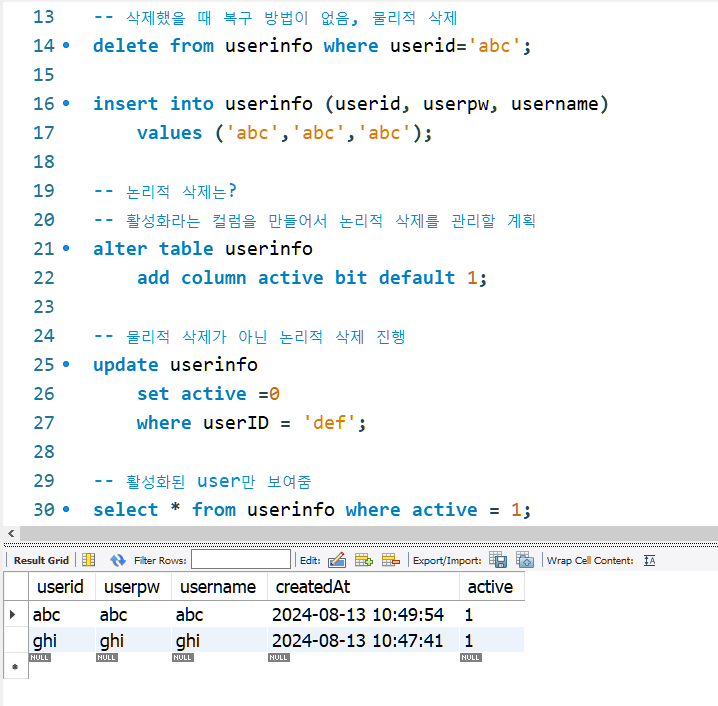 13 -- 삭제했을 때 복구 방법이 없음, 물리적 삭제
14 delete from userinfo where userid='abc';
15
16 insert into userinfo (userid, userpw, username)
17 values ('abc','abc','abc');
18
19 -- 논리적 삭제는?
20 -- 활성화라는 컬럼을 만들어서 논리적 삭제를 관리할 계획
21 alter table userinfo
22 add column active bit default 1;
23
24 -- 물리적 삭제가 아닌 논리적 삭제 진행
25 update userinfo
26 set active =0
27 where userID = 'def';
28
29 -- 활성화된 user만 보여줌
30 select * from userinfo where active = 1;
Result Grid Filter Rows: Edit: Export/Import: Wrap Cell Content: IA
userid userpw username createdAt active
abc abc abc 2024-08-13 10:49:54 1
ghi ghi ghi 2024-08-13 10:47:41 1
NULL NULL NULL NULL NULL